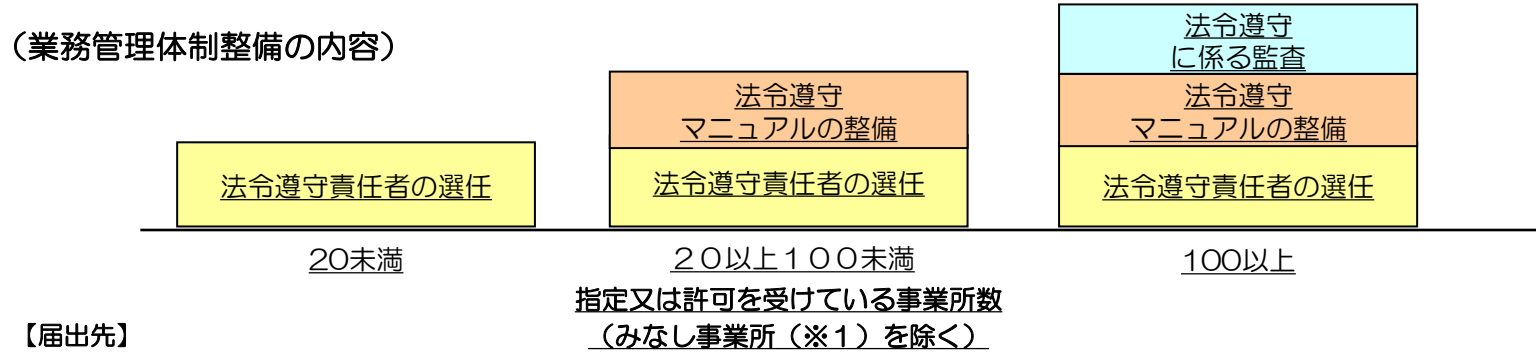 （業務管理体制整備の内容）
法令遵守
に係る監査
法令遵守
マニュアルの整備
法令遵守
マニュアルの整備
法令遵守責任者の選任
法令遵守責任者の選任
法令遵守責任者の選任
20未満
２０以上１００未満
100以上
指定又は許可を受けている事業所数
（みなし事業所（※１）を除く）
【届出先】